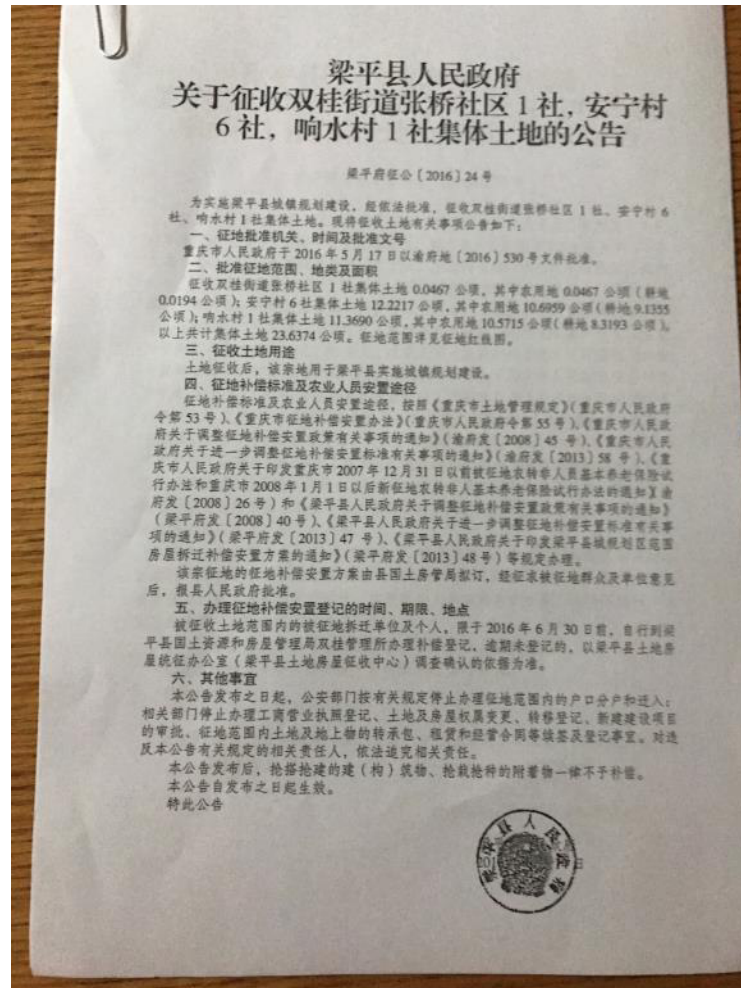 梁平县人民政府
关于征收双桂街道张桥社区1社,安宁村
6社,响水村1社集体土地的公告
梁平府征公〔2016〕24号
为实施梁平县城镇规划建设,经依法批准,征收双桂街道张桥社区1社、安宁村6
社、响水村1社集体土地。现将征收土地有关事项公告如下:
一、征地批准机关、时间及批准文号
重庆市人民政府于2016年5月17日以渝府地〔2016〕530号文件批准。
二、批准征地范围、地类及面积
征收双桂街道张桥社区1社集体土地0.0467公顷,其中农用地0.0467公顷(耕地
0.0194公顷);安宁村6社集体土地12.2217公顷,其中农用地10.6959公顷(耕地9.1355
公顷);响水村1社集体土地11.3690公顷,其中农用地10.5715公顷(耕地8.3193公顷)。
以上共计集体土地23.6374公顷。征地范围详见征地红线图。
三、征收土地用途
土地征收后,该宗地用于梁平县实施城镇规划建设。
四、征地补偿标准及农业人员安置途径
征地补偿标准及农业人员安置途径,按照《重庆市土地管理规定》(重庆市人民政府
令第53号)、《重庆市征地补偿安置办法》(重庆市人民政府令第55号)、《重庆市人民政
府关于调整征地补偿安置政策有关事项的通知》(渝府发〔2008〕45号)、《重庆市人民
政府关于进一步调整征地补偿安置标准有关事项的通知》(渝府发〔2013〕58号)、《重
庆市人民政府关于印发重庆市2007年12月31日以前被征地农转非人员基本养老保险试
行办法和重庆市2008年1月1日以后新征地农转非人基本养老保险试行办法的通知》(渝
府发〔2008〕26号)和《梁平县人民政府关于调整征地补偿安置政策有关事项的通知》
(梁平府发〔2008〕40号)、《梁平县人民政府关于进一步调整征地补偿安置标准有关事
项的通知》(梁平府发〔2013〕47号)、《梁平县人民政府关于印发梁平县城规划区范围
房屋拆迁补偿安置方案的通知》(梁平府发〔2013〕48号)等规定办理。
该宗征地的征地补偿安置方案由县国土房管局拟订,经征求被征地群众及单位意见
后,报县人民政府批准。
五、办理征地补偿安置登记的时间、期限、地点
被征收土地范围内的被征地拆迁单位及个人,限于2016年6月30日前,自行到梁
平县国土资源和房屋管理局双桂管理所办理补偿登记,逾期未登记的,以梁平县土地房
屋统征办公室(梁平县土地房屋征收中心)调查确认的依据为准。
六、其他事宜
本公告发布之日起,公安部门按有关规定停止办理征地范围内的户口分户和迁入;
相关部门停止办理工商营业执照登记、土地及房屋权属变更、转移登记、新建建设项目
的审批、征地范围内土地及地上物的转承包、租赁和经营合同等续签及登记事宜。对违
反本公告有关规定的相关责任人,依法追究相关责任。
本公告发布后,抢搭抢建的建(构)筑物、抢栽抢种的附着物一律不予补偿。
本公告自发布之日起生效。
特此公告
梁平县人民政府